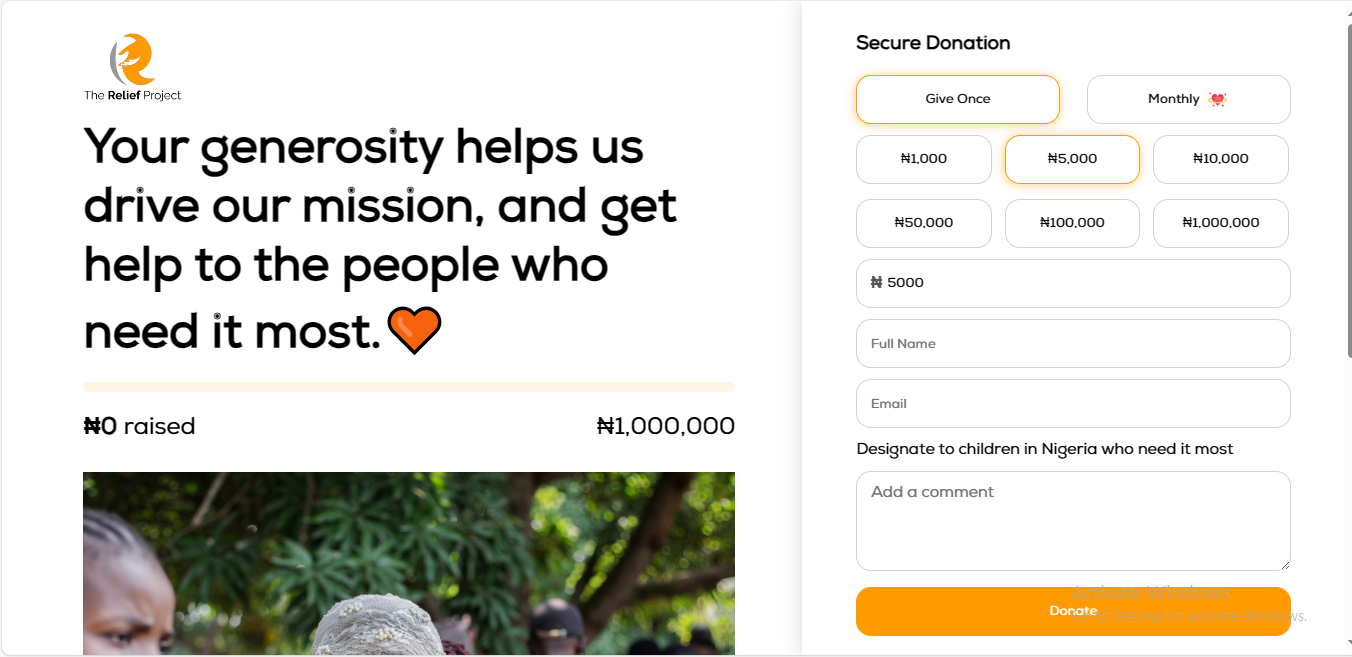 The Relief Project
Your generosity helps us
drive our mission, and get
help to the people who
need it most.
₦0 raised
₦1,000,000
Secure Donation
Give Once
Monthly
₦1,000
₦5,000
₦10,000
₦50,000
₦100,000
₦1,000,000
₦ 5000
Full Name
Email
Designate to children in Nigeria who need it most
Add a comment
Donate
Activate Windows
Go to Settings to activate Windows.